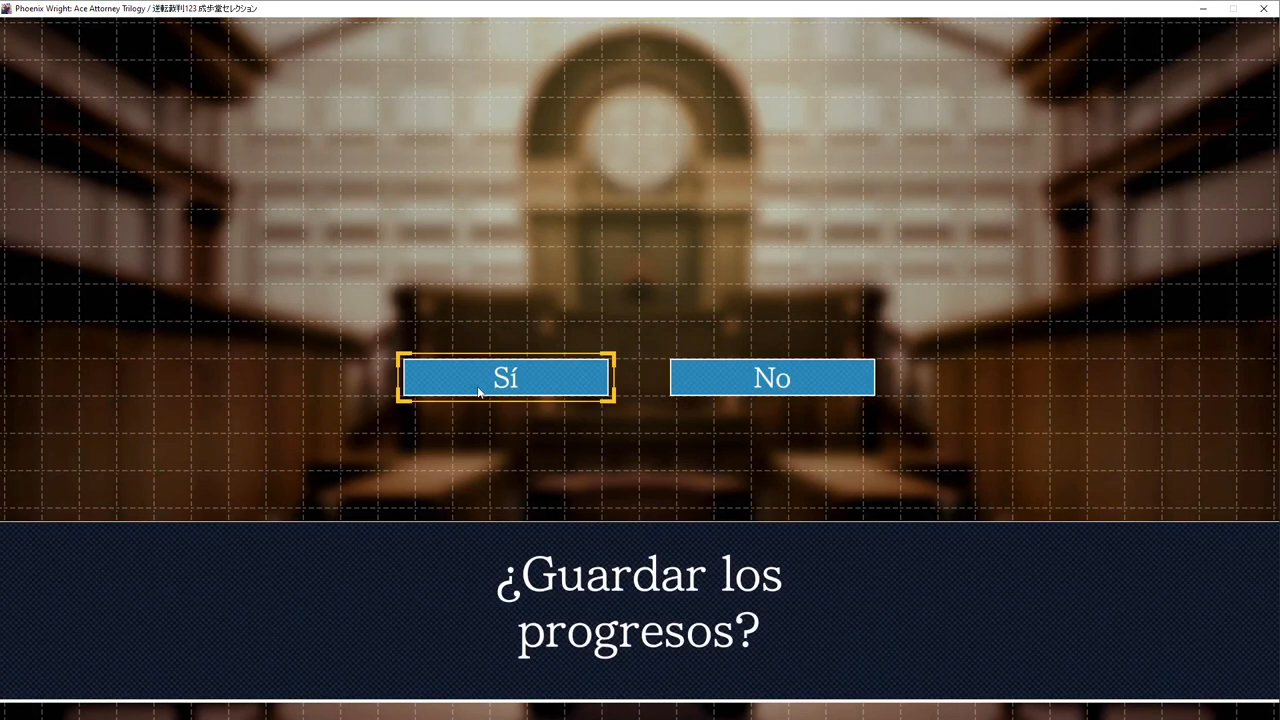 Phoenix Wright: Ace Attorney Trilogy / 逆転裁判123 成歩堂セレクション
Sí
No
¿Guardar los
progresos?